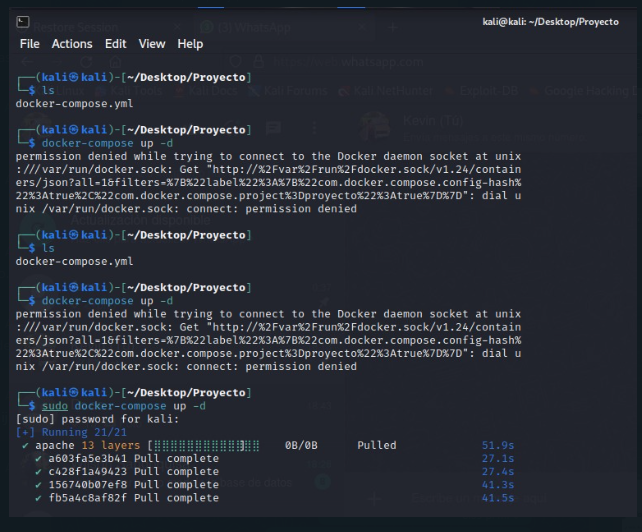 kali@kali: ~/Desktop/Proyecto
File Actions Edit View Help
┌──(kali㉿kali)-[~/Desktop/Proyecto]
└─$ ls
docker-compose.yml
┌──(kali㉿kali)-[~/Desktop/Proyecto]
└─$ docker-compose up -d
permission denied while trying to connect to the Docker daemon socket at unix
:///var/run/docker.sock: Get "http://%2Fvar%2Frun%2Fdocker.sock/v1.24/contain
ers/json?all=1&filters=%7B%22label%22%3A%7B%22com.docker.compose.config-hash%
22%3Atrue%2C%22com.docker.compose.project%3Dproyecto%22%3Atrue%7D%7D": dial u
nix /var/run/docker.sock: connect: permission denied
┌──(kali㉿kali)-[~/Desktop/Proyecto]
└─$ ls
docker-compose.yml
┌──(kali㉿kali)-[~/Desktop/Proyecto]
└─$ docker-compose up -d
permission denied while trying to connect to the Docker daemon socket at unix
:///var/run/docker.sock: Get "http://%2Fvar%2Frun%2Fdocker.sock/v1.24/contain
ers/json?all=1&filters=%7B%22label%22%3A%7B%22com.docker.compose.config-hash%
22%3Atrue%2C%22com.docker.compose.project%3Dproyecto%22%3Atrue%7D%7D": dial u
nix /var/run/docker.sock: connect: permission denied
┌──(kali㉿kali)-[~/Desktop/Proyecto]
└─$ sudo docker-compose up -d
[sudo] password for kali:
[+] Running 21/21
✔ apache 13 layers [⣿⣿⣿⣿⣿⣿⣿⣿⣿⣿⣿⣿⣿] 0B/0B Pulled 51.9s
✔ a603fa5e3b41 Pull complete 27.1s
✔ c428f1a49423 Pull complete 27.4s
✔ 156740b07ef8 Pull complete 41.3s
✔ fb5a4c8af82f Pull complete 41.5s